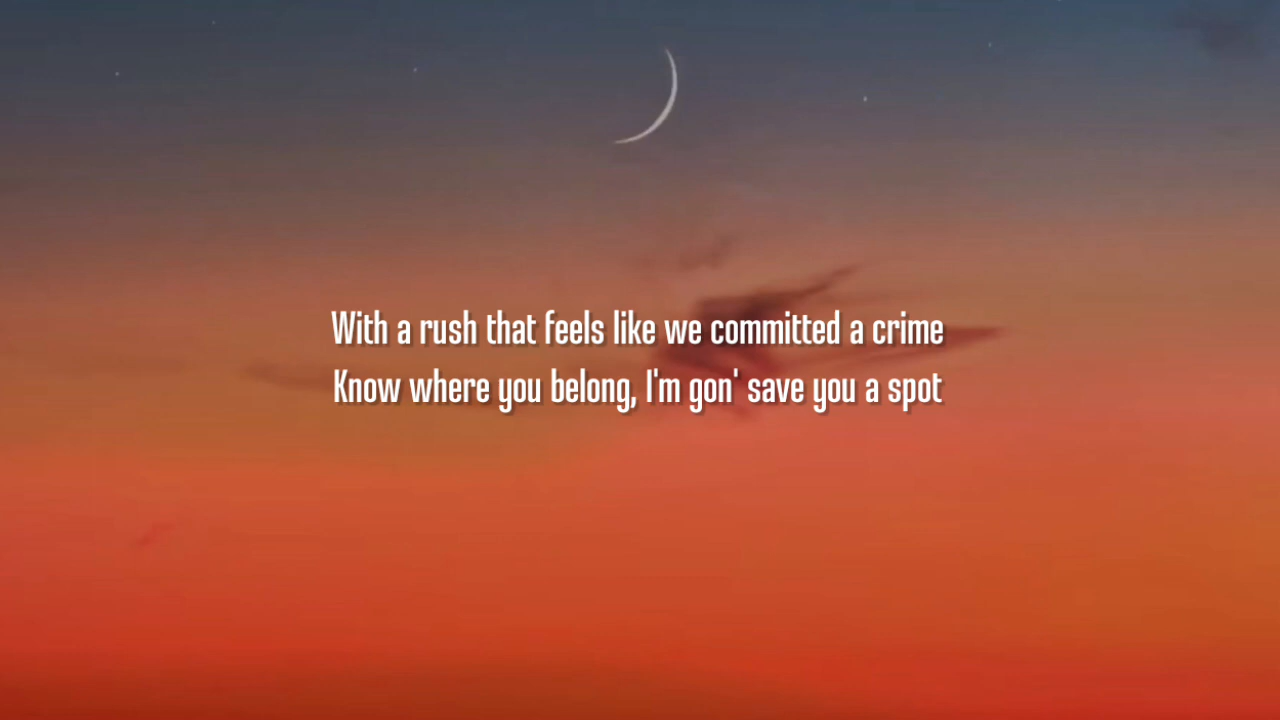 With a rush that feels like we committed a crime
Know where you belong, I'm gon' save you a spot